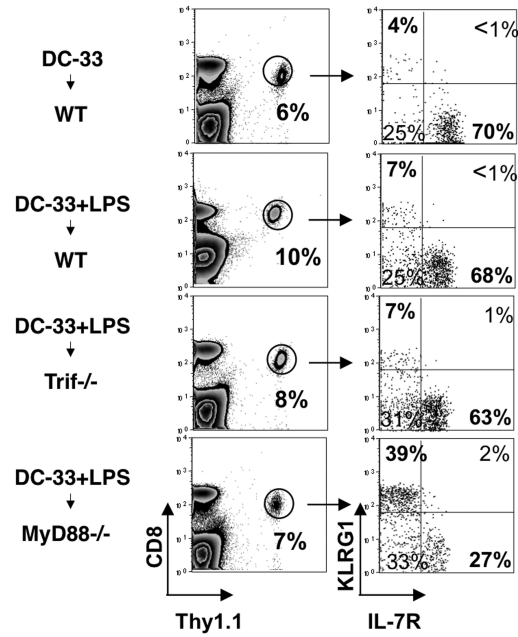 DC-33
WT
6%
4%
<1%
25%
70%
DC-33+LPS
WT
10%
7%
<1%
25%
68%
DC-33+LPS
Trif-/-
8%
7%
1%
31%
63%
DC-33+LPS
MyD88-/-
7%
39%
2%
33%
27%
CD8
Thy1.1
KLRG1
IL-7R